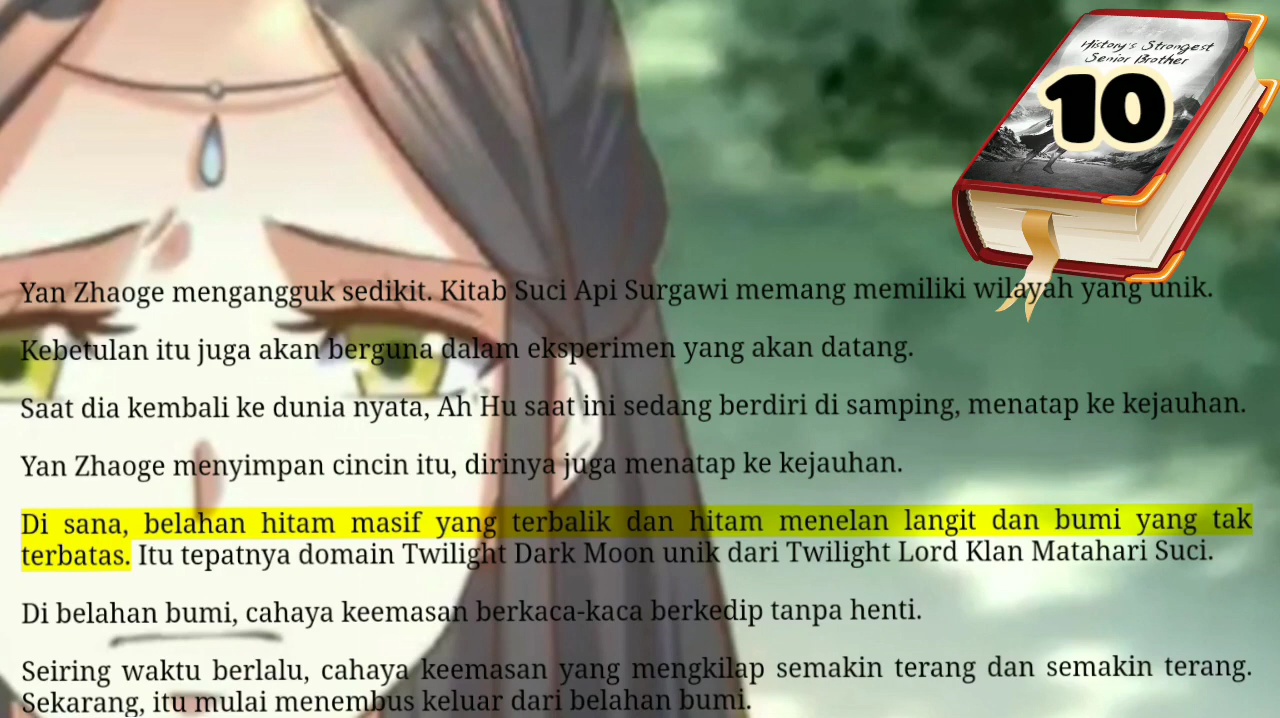 History's Strongest
Senior Brother
10
Yan Zhaoge mengangguk sedikit. Kitab Suci Api Surgawi memang memiliki wilayah yang unik.
Kebetulan itu juga akan berguna dalam eksperimen yang akan datang.
Saat dia kembali ke dunia nyata, Ah Hu saat ini sedang berdiri di samping, menatap ke kejauhan.
Yan Zhaoge menyimpan cincin itu, dirinya juga menatap ke kejauhan.
Di sana, belahan hitam masif yang terbalik dan hitam menelan langit dan bumi yang tak
terbatas. Itu tepatnya domain Twilight Dark Moon unik dari Twilight Lord Klan Matahari Suci.
Di belahan bumi, cahaya keemasan berkaca-kaca berkedip tanpa henti.
Seiring waktu berlalu, cahaya keemasan yang mengkilap semakin terang dan semakin terang.
Sekarang, itu mulai menembus keluar dari belahan bumi.